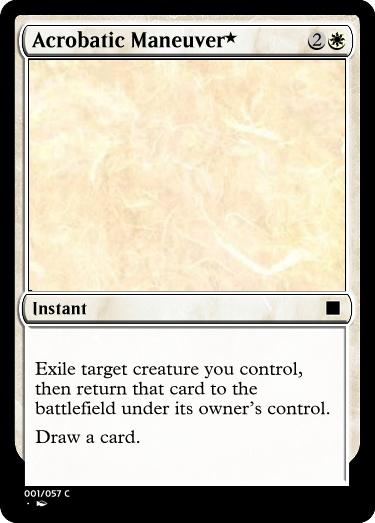 Acrobatic Maneuver★ 2
Instant
Exile target creature you control,
then return that card to the
battlefield under its owner's control.
Draw a card.
001/057 C